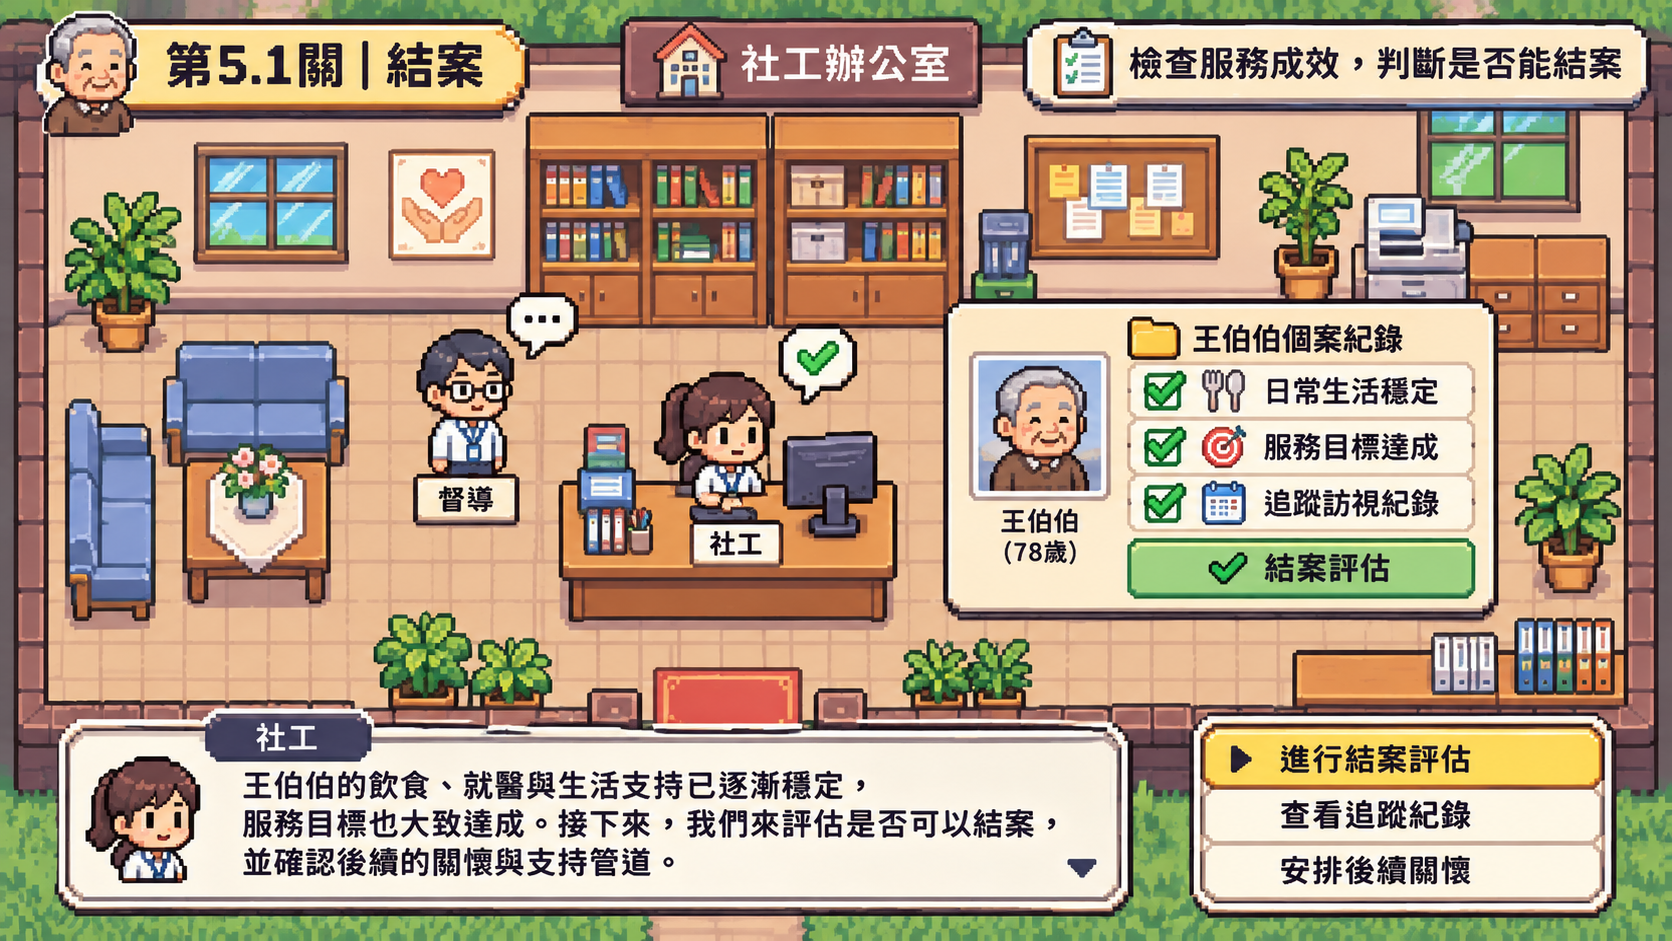 第5.1關｜結案
社工辦公室
檢查服務成效，判斷是否能結案
王伯伯個案紀錄
日常生活穩定
服務目標達成
追蹤訪視紀錄
結案評估
王伯伯
(78歲)
督導
社工
社工
王伯伯的飲食、就醫與生活支持已逐漸穩定，
服務目標也大致達成。接下來，我們來評估是否可以結案，
並確認後續的關懷與支持管道。
進行結案評估
查看追蹤紀錄
安排後續關懷